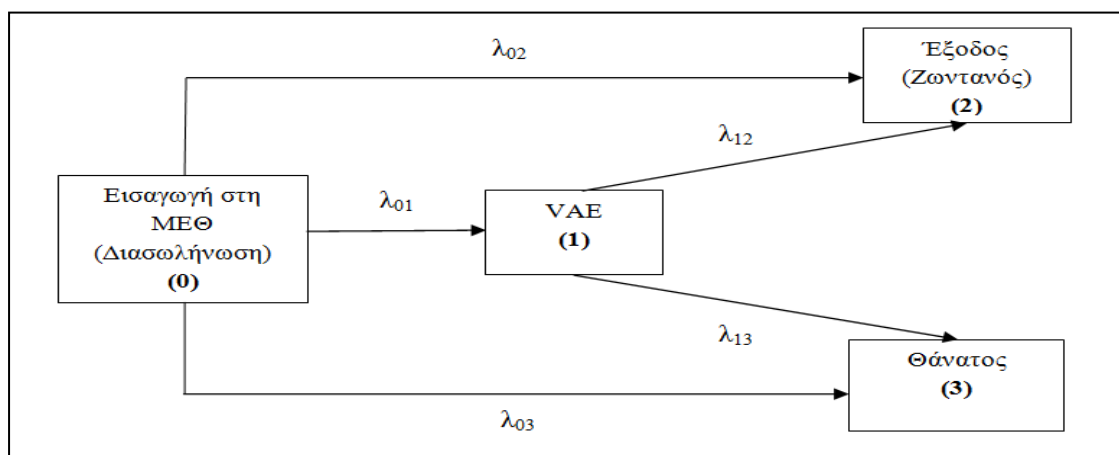 λ02
Έξοδος
(Ζωντανός)
(2)
λ12
Εισαγωγή στη
ΜΕΘ
(Διασωλήνωση)
(0)
λ01
VAE
(1)
λ13
Θάνατος
(3)
λ03